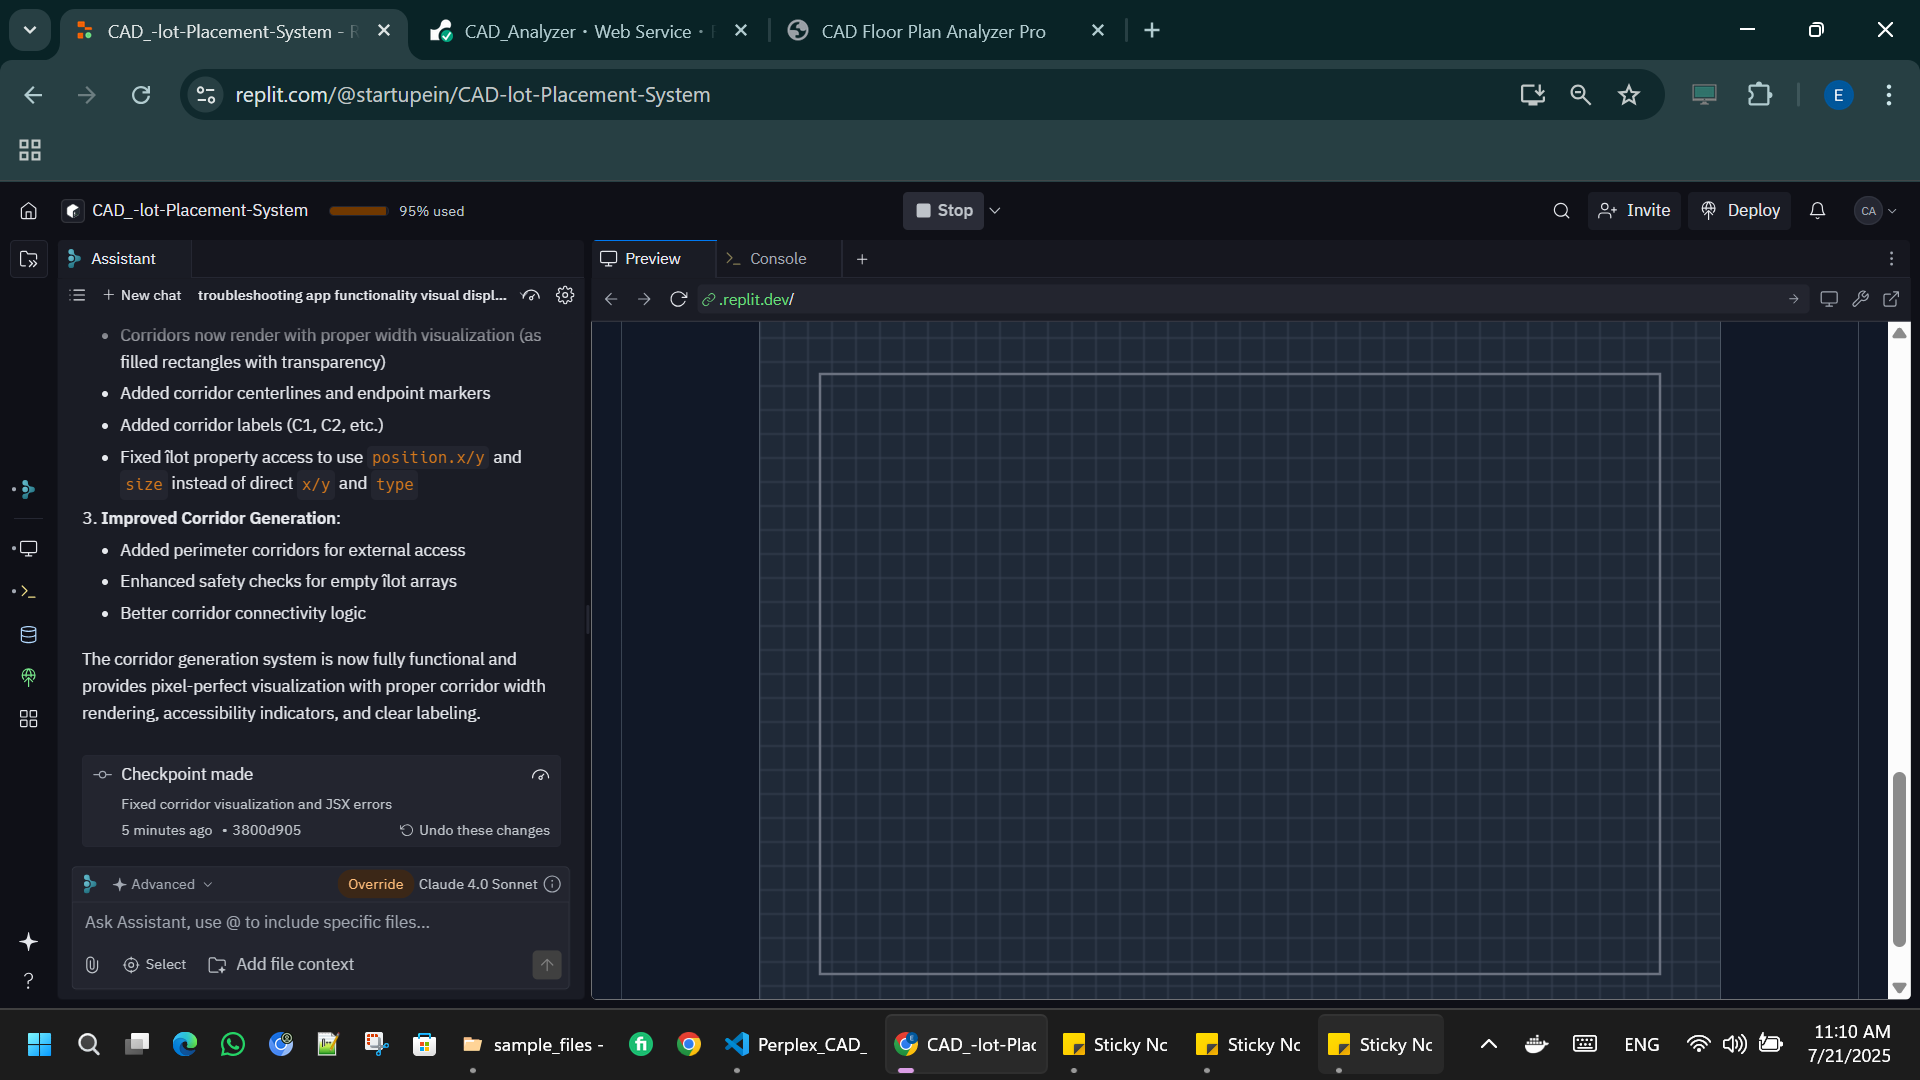 CAD_-lot-Placement-System - R
CAD_Analyzer • Web Service •
CAD Floor Plan Analyzer Pro
replit.com/@startupein/CAD-lot-Placement-System
E
CAD_-lot-Placement-System
95% used
Stop
Invite
Deploy
CA
Assistant
Preview
Console
New chat
troubleshooting app functionality visual displ...
.replit.dev/
• Corridors now render with proper width visualization (as
filled rectangles with transparency)
• Added corridor centerlines and endpoint markers
• Added corridor labels (C1, C2, etc.)
• Fixed îlot property access to use position.x/y and
size instead of direct x/y and type
3. Improved Corridor Generation:
• Added perimeter corridors for external access
• Enhanced safety checks for empty îlot arrays
• Better corridor connectivity logic
The corridor generation system is now fully functional and
provides pixel-perfect visualization with proper corridor width
rendering, accessibility indicators, and clear labeling.
Checkpoint made
Fixed corridor visualization and JSX errors
5 minutes ago • 3800d905
Undo these changes
Advanced
Override
Claude 4.0 Sonnet
Ask Assistant, use @ to include specific files...
Select
Add file context
?
sample_files -
fi
Perplex_CAD_
CAD_-lot-Plac
Sticky Nc
Sticky Nc
Sticky Nc
ENG
11:10 AM
7/21/2025